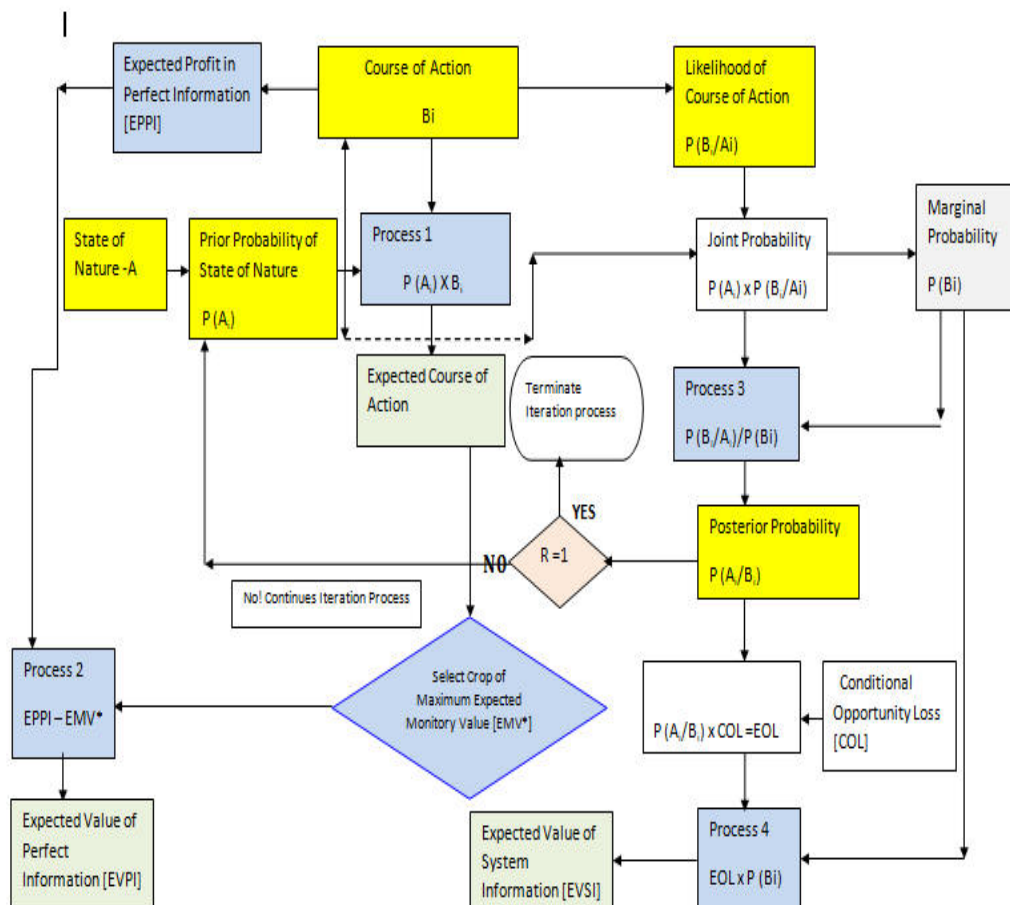 Expected Profit in
Perfect Information
[EPPI]
Course of Action
Bi
Likelihood of
Course of Action
P (Bi/Ai)
State of
Nature -A
Prior Probability of
State of Nature
P (Ai)
Process 1
P (Ai) X Bi
Joint Probability
P (Ai) x P (Bi/Ai)
Marginal
Probability
P (Bi)
Expected Course of
Action
Terminate
Iteration process
Process 3
P (Bi/Ai)/P (Bi)
YES
NO
R =1
Posterior Probability
P (Ai/Bi)
No! Continues Iteration Process
Process 2
EPPI – EMV*
Select Crop of
Maximum Expected
Monitory Value [EMV*]
P (Ai/Bi) x COL =EOL
Conditional
Opportunity Loss
[COL]
Expected Value of
Perfect
Information [EVPI]
Expected Value of
System
Information [EVSI]
Process 4
EOL x P (Bi)